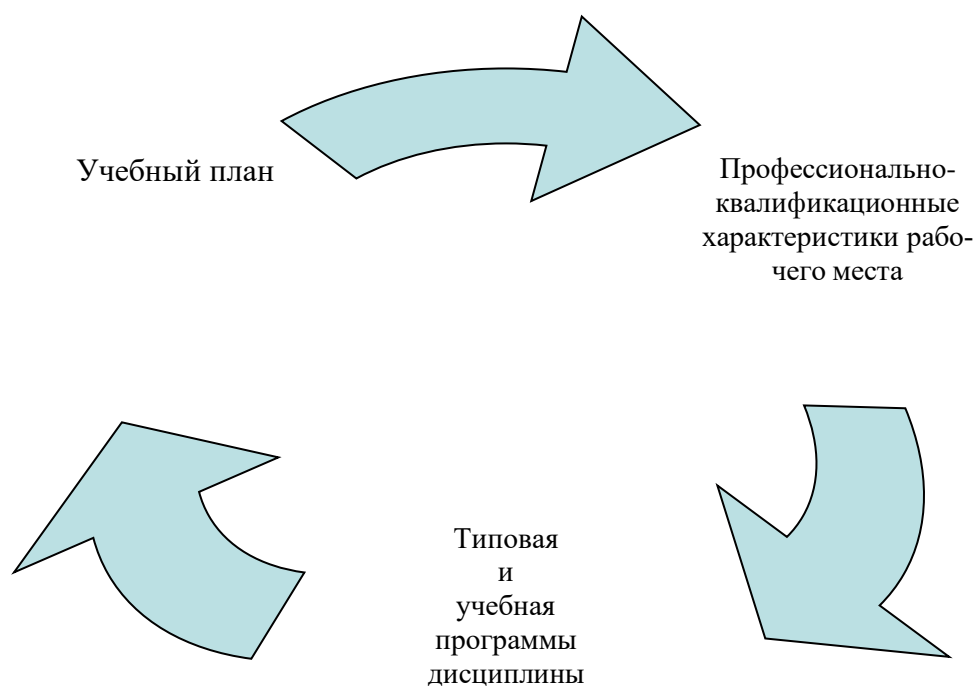 Учебный план
Профессионально-
квалификационные
характеристики рабо-
чего места
Типовая
и
учебная
программы
дисциплины